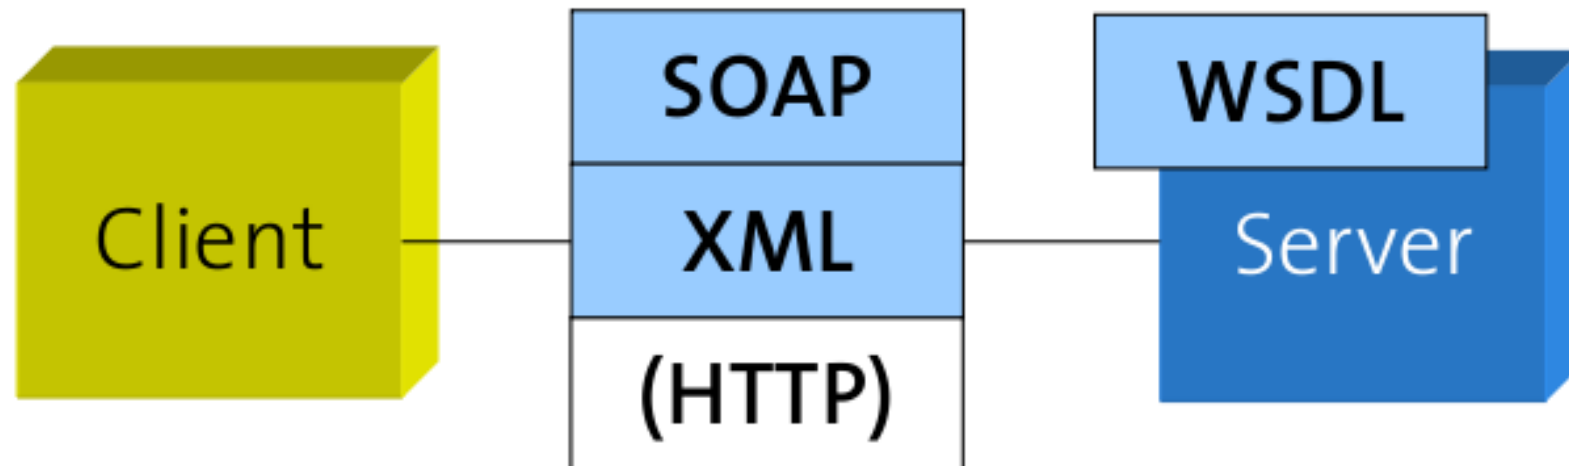 SOAP
WSDL
Client
XML
Server
(HTTP)